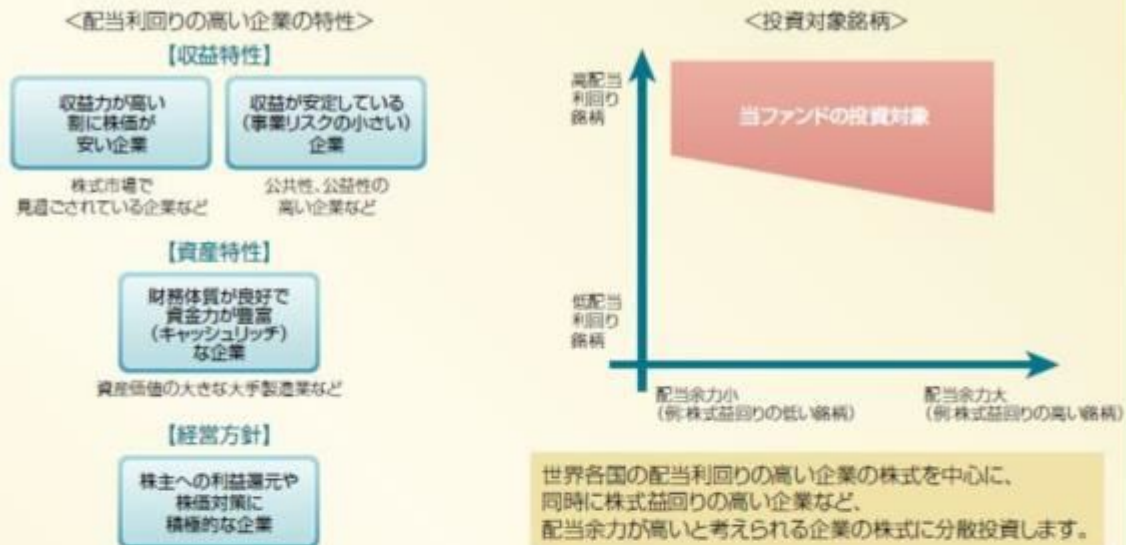 <配当利回りの高い企業の特性>
【収益特性】
収益力が高い
割に株価が
安い企業
収益が安定している
(事業リスクの小さい)
企業
株式市場で
見過ごされている企業など
公共性、公益性の
高い企業など
【資産特性】
財務体質が良好で
資金力が豊富
(キャッシュリッチ)
な企業
資産価値の大きな大手製造業など
【経営方針】
株主への利益還元や
株価対策に
積極的な企業
<投資対象銘柄>
高配当
利回り
銘柄
当ファンドの投資対象
低配当
利回り
銘柄
配当余力小
(例:株式益回りの低い銘柄)
配当余力大
(例:株式益回りの高い銘柄)
世界各国の配当利回りの高い企業の株式を中心に、
同時に株式益回りの高い企業など、
配当余力が高いと考えられる企業の株式に分散投資します。